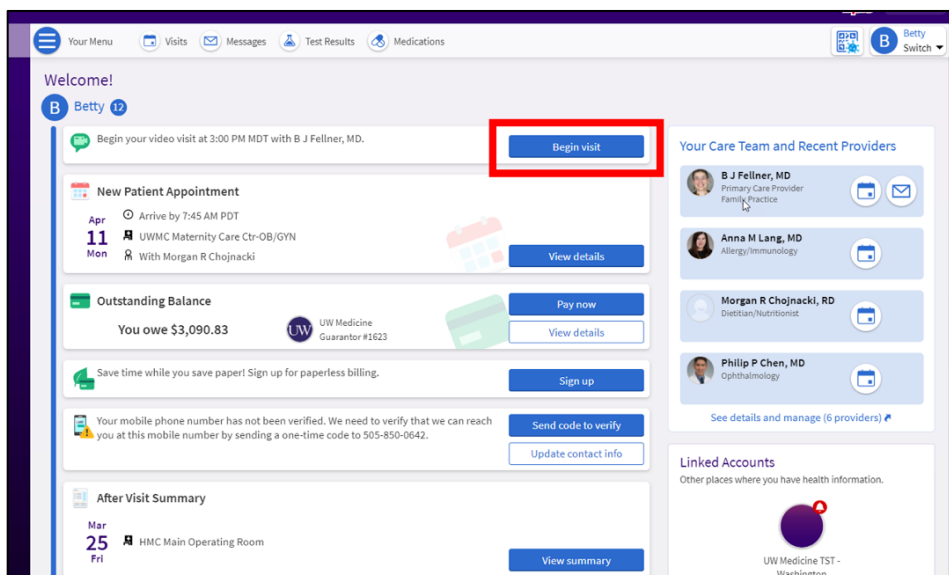 Your Menu
Visits
Messages
Test Results
Medications
B
Betty
Switch
Welcome!
B
Betty
12
Begin your video visit at 3:00 PM MDT with B J Fellner, MD.
Begin visit
New Patient Appointment
Apr
11
Mon
Arrive by 7:45 AM PDT
UWMC Maternity Care Ctr-OB/GYN
With Morgan R Chojnacki
View details
Outstanding Balance
You owe $3,090.83
UW
UW Medicine
Guarantor #1623
Pay now
View details
Save time while you save paper! Sign up for paperless billing.
Sign up
Your mobile phone number has not been verified. We need to verify that we can reach
you at this mobile number by sending a one-time code to 505-850-0642.
Send code to verify
Update contact info
After Visit Summary
Mar
25
Fri
HMC Main Operating Room
View summary
Your Care Team and Recent Providers
B J Fellner, MD
Primary Care Provider
Family Practice
Anna M Lang, MD
Allergy/Immunology
Morgan R Chojnacki, RD
Dietitian/Nutritionist
Philip P Chen, MD
Ophthalmology
See details and manage (6 providers)
Linked Accounts
Other places where you have health information.
UW Medicine TST -
Washington